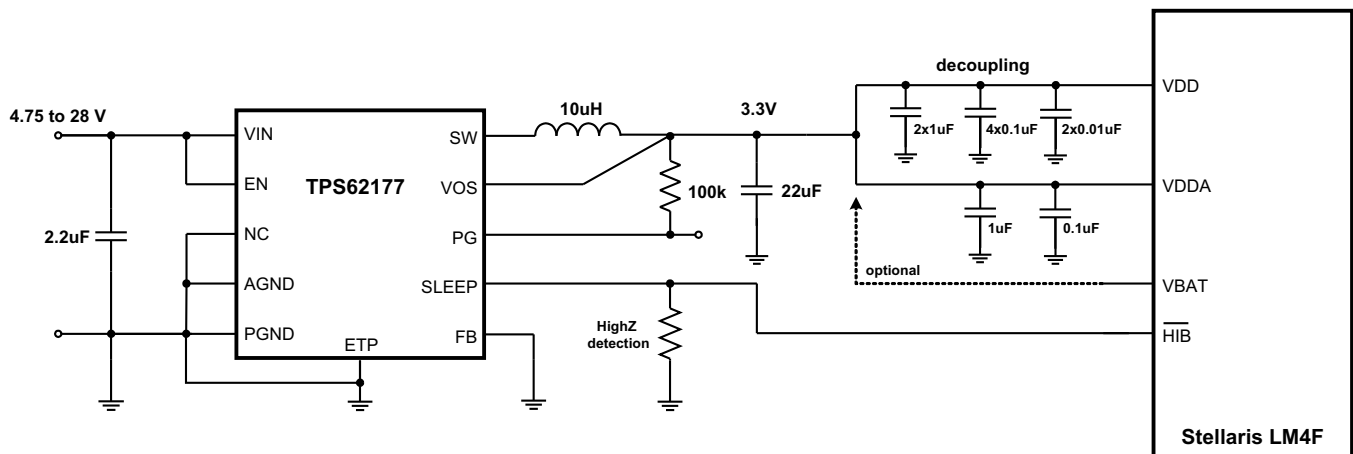 decoupling
4.75 to 28 V
10uH
3.3V
VDD
2x1uF
4x0.1uF
2x0.01uF
VIN
SW
TPS62177
EN
VOS
100k
22uF
VDDA
2.2uF
NC
PG
1uF
0.1uF
AGND
SLEEP
optional
VBAT
PGND
ETP
FB
HighZ
detection
HIB
Stellaris LM4F